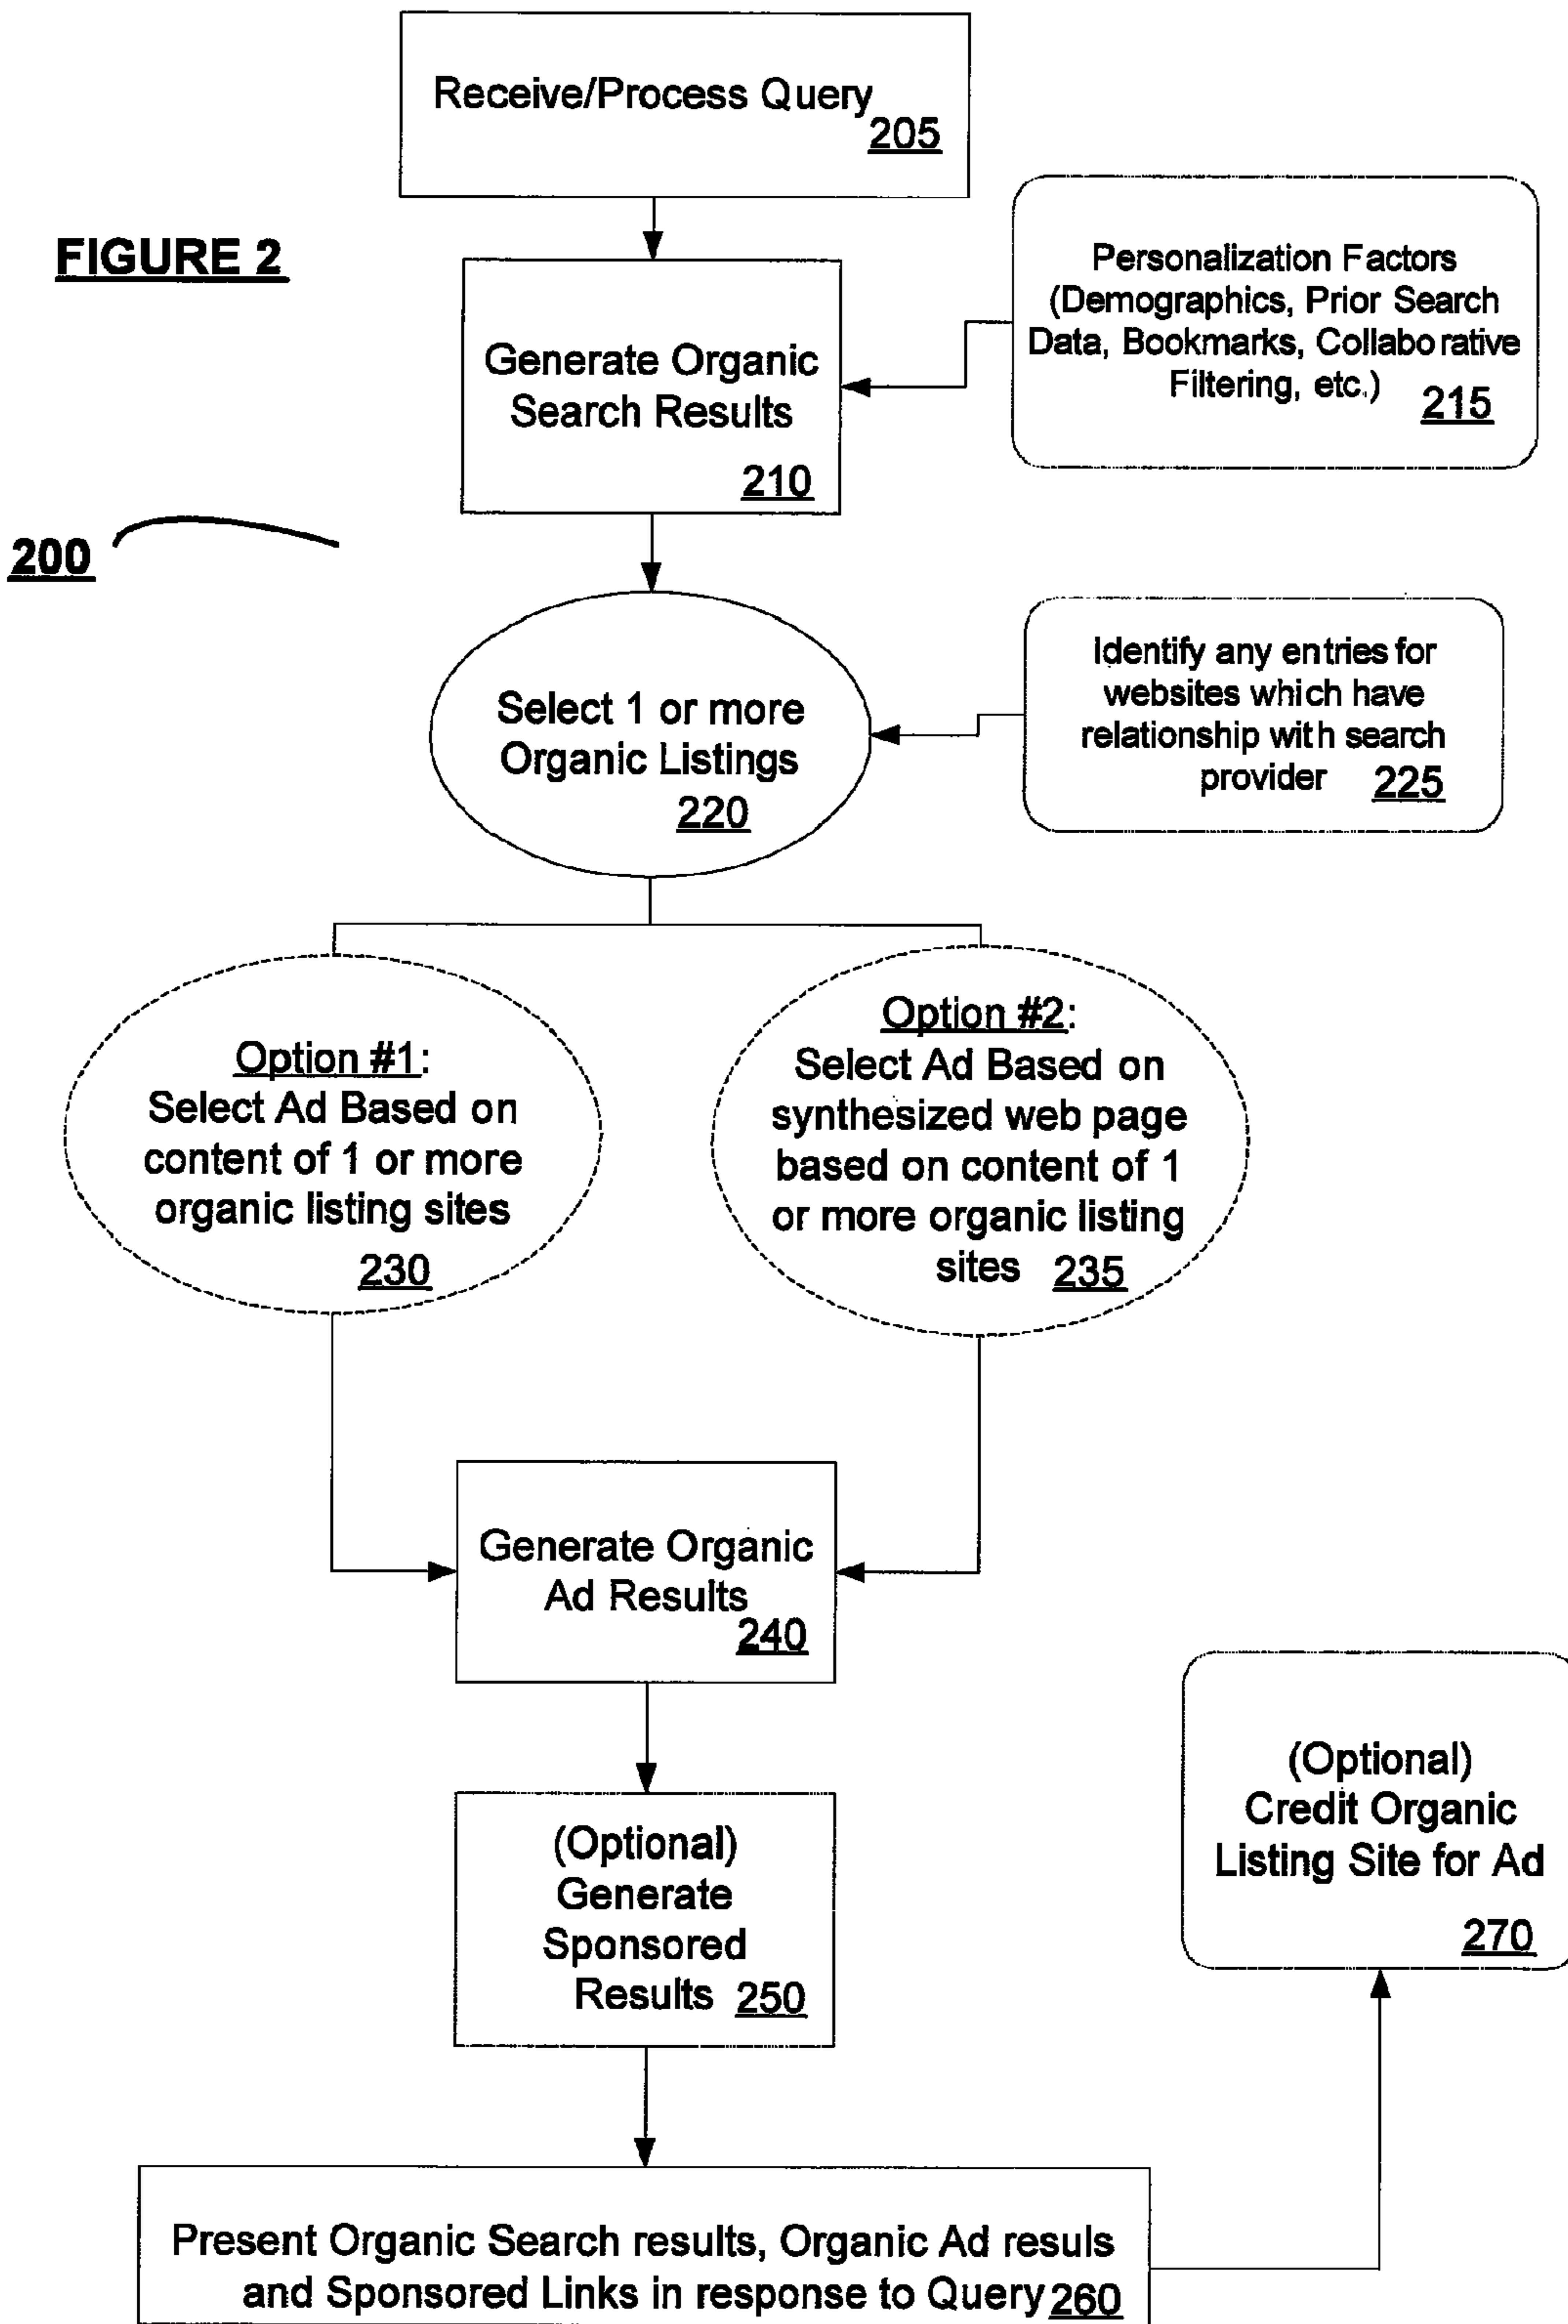 Receive/Process Query
205
FIGURE 2
Personalization Factors
(Demographics, Prior Search
Data, Bookmarks, Collaborative
Filtering, etc.) 215
Generate Organic
Search Results
210
200
Identify any entries for
websites which have
relationship with search
provider 225
Select 1 or more
Organic Listings
220
Option #1:
Select Ad Based on
content of 1 or more
organic listing sites
230
Option #2:
Select Ad Based on
synthesized web page
based on content of 1
or more organic listing
sites 235
Generate Organic
Ad Results
240
(Optional)
Generate
Sponsored
Results 250
(Optional)
Credit Organic
Listing Site for Ad
270
Present Organic Search results, Organic Ad resuls
and Sponsored Links in response to Query 260